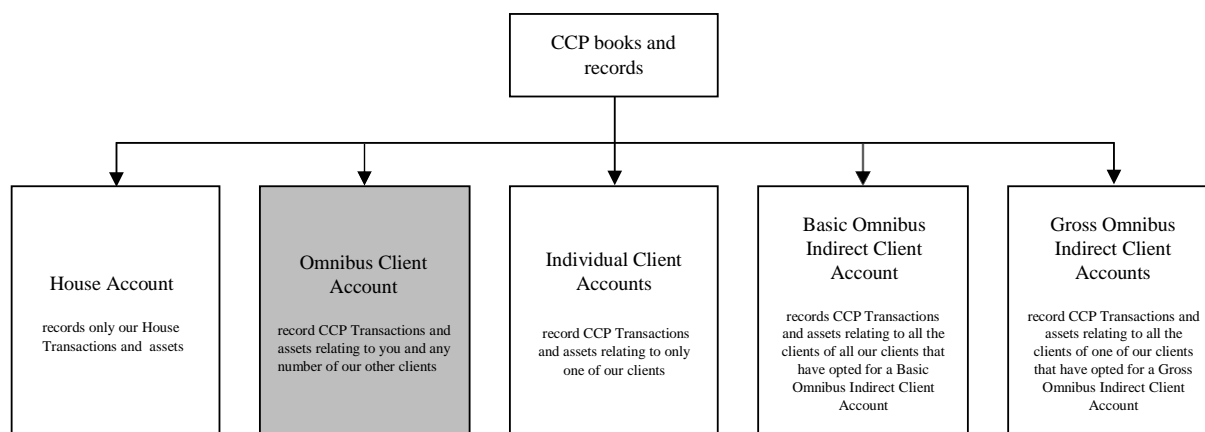 CCP books and
records
House Account
records only our House
Transactions and assets
Omnibus Client
Account
record CCP Transactions and
assets relating to you and any
number of our other clients
Individual Client
Accounts
record CCP Transactions
and assets relating to only
one of our clients
Basic Omnibus
Indirect Client
Account
records CCP Transactions
and assets relating to all the
clients of all our clients that
have opted for a Basic
Omnibus Indirect Client
Account
Gross Omnibus
Indirect Client
Accounts
record CCP Transactions and
assets relating to all the
clients of one of our clients
that have opted for a Gross
Omnibus Indirect Client
Account